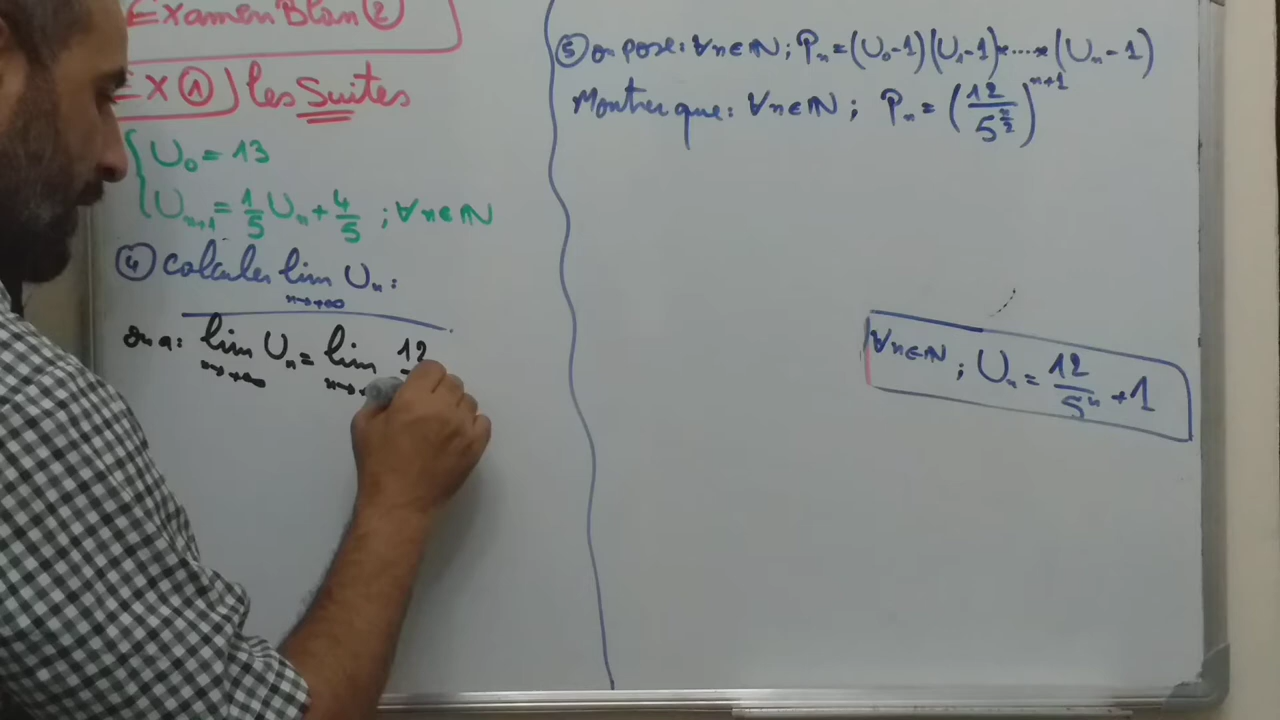 Examen Blan ②
EX ① les Suites
U₀ = 13
Uₙ₊₁ = 1/5 Uₙ + 4/5 ; ∀n∈ℕ
④ calculer lim Uₙ :
n→+∞
on a : lim Uₙ = lim 12
n→+∞
⑤ on pose : ∀n∈ℕ ; Pₙ = (U₀-1)(U₁-1)×.....×(Uₙ-1)
Montrer que : ∀n∈ℕ ; Pₙ = (12/5^(n/2))^(n+1)
∀n∈ℕ ; Uₙ = 12/5ⁿ + 1